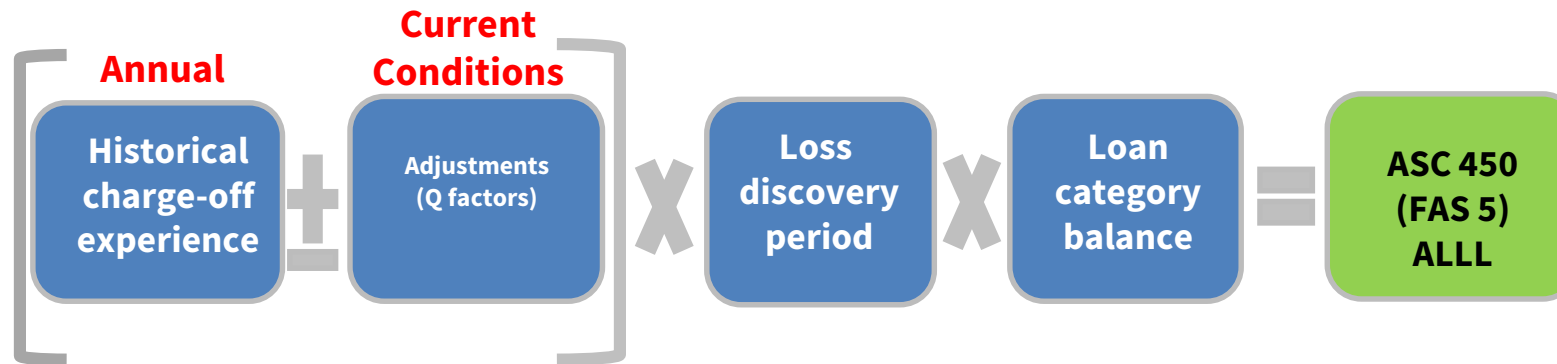 Annual
Current
Conditions
Historical
charge-off
experience
Adjustments
(Q factors)
Loss
discovery
period
Loan
category
balance
ASC 450
(FAS 5)
ALLL